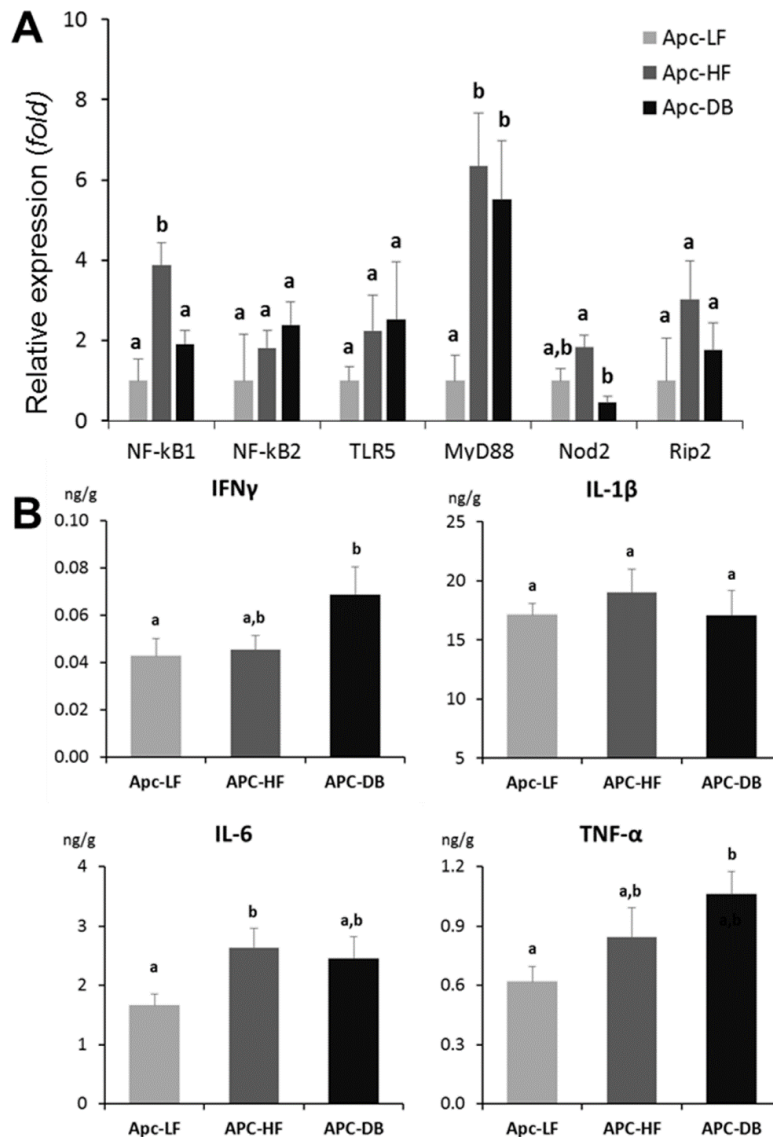 A
Relative expression (fold)
10
8
6
4
2
0
Apc-LF
Apc-HF
Apc-DB
a b a
a a a
a a a
a b b
a,b a b
a a a
NF-kB1 NF-kB2 TLR5 MyD88 Nod2 Rip2
B
ng/g IFNγ
0.10
0.08
0.06
0.04
0.02
0.00
a a,b b
Apc-LF APC-HF APC-DB
ng/g IL-1β
25
20
15
10
5
a a a
Apc-LF APC-HF APC-DB
ng/g IL-6
4
3
2
1
0
a b a,b
Apc-LF APC-HF APC-DB
ng/g TNF-α
1.2
0.9
0.6
0.3
0.0
a a,b b
a,b
Apc-LF APC-HF APC-DB